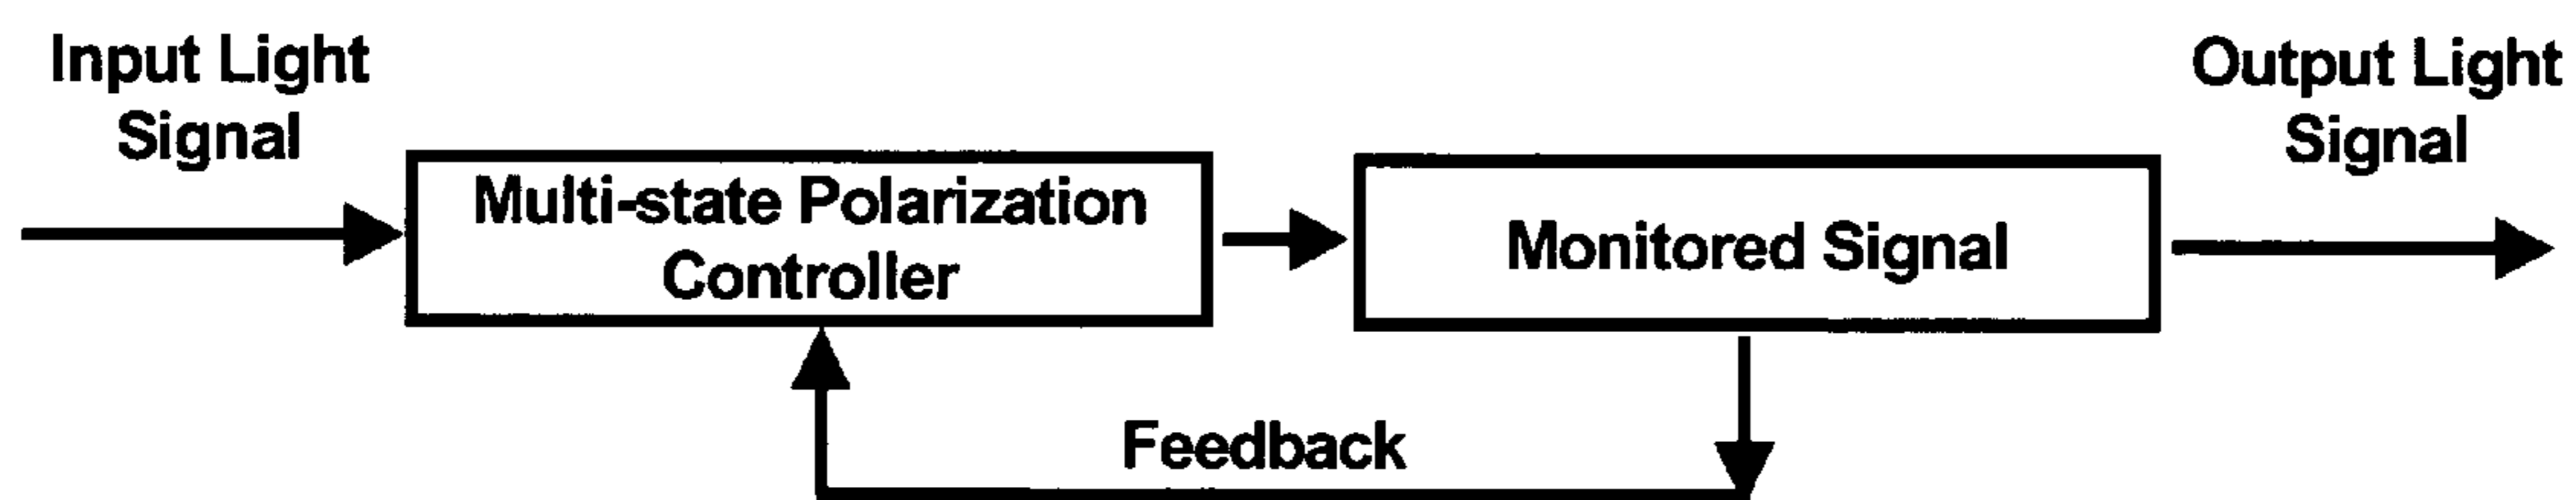 Input Light
Signal
Multi-state Polarization
Controller
Monitored Signal
Output Light
Signal
Feedback